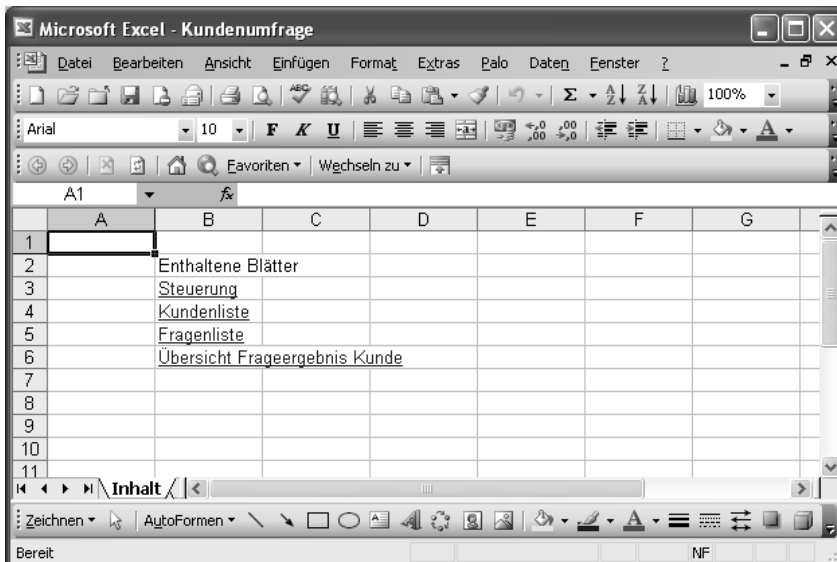 Microsoft Excel - Kundenumfrage
Datei Bearbeiten Ansicht Einfügen Format Extras Palo Daten Fenster ?
100%
Arial 10 F K U
Favoriten Wechseln zu
A1 fx
A B C D E F G
1
2 Enthaltene Blätter
3 Steuerung
4 Kundenliste
5 Fragenliste
6 Übersicht Frageergebnis Kunde
7
8
9
10
11
Inhalt
Zeichnen AutoFormen
Bereit NF